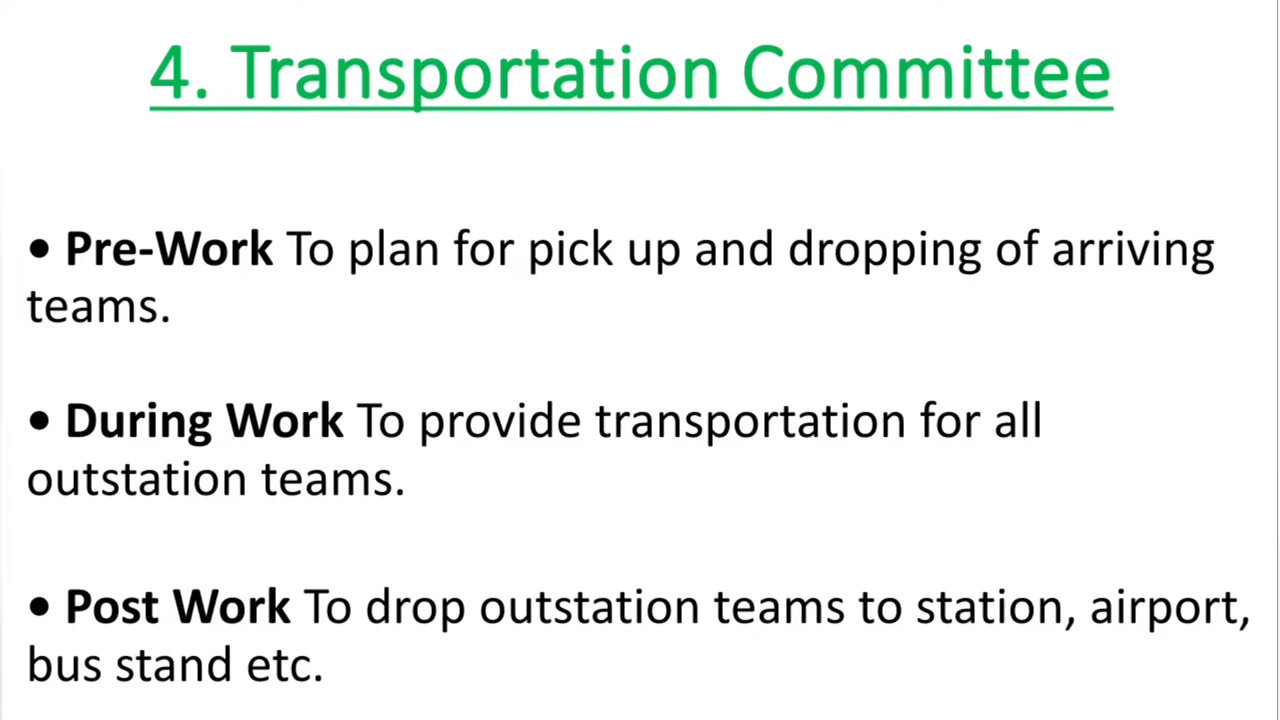 4. Transportation Committee
• Pre-Work To plan for pick up and dropping of arriving
teams.
• During Work To provide transportation for all
outstation teams.
• Post Work To drop outstation teams to station, airport,
bus stand etc.